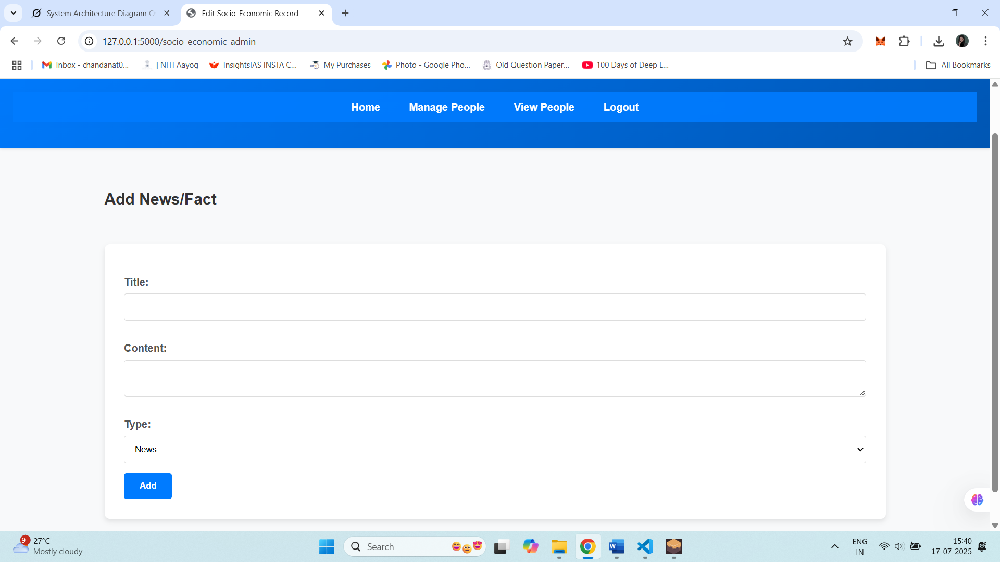 System Architecture Diagram O
Edit Socio-Economic Record
127.0.0.1:5000/socio_economic_admin
Inbox - chandanat0...
| NITI Aayog
InsightsIAS INSTA C...
My Purchases
Photo - Google Pho...
Old Question Paper...
100 Days of Deep L...
All Bookmarks
Home
Manage People
View People
Logout
Add News/Fact
Title:
Content:
Type:
News
Add
9+
27°C
Mostly cloudy
Search
ENG
IN
15:40
17-07-2025